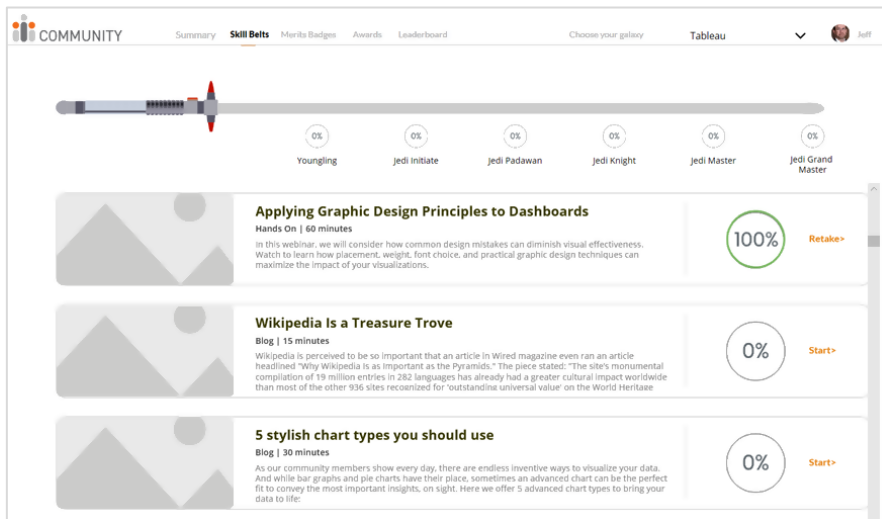 COMMUNITY
Summary Skill Belts Merits Badges Awards Leaderboard Choose your galaxy Tableau Jeff
0% 0% 0% 0% 0% 0%
Youngling Jedi Initiate Jedi Padawan Jedi Knight Jedi Master Jedi Grand
Master
Applying Graphic Design Principles to Dashboards
Hands On | 60 minutes
In this webinar, we will consider how common design mistakes can diminish visual effectiveness.
Watch to learn how placement, weight, font choice, and practical graphic design techniques can
maximize the impact of your visualizations.
100% Retake>
Wikipedia Is a Treasure Trove
Blog | 15 minutes
Wikipedia is perceived to be so important that an article in Wired magazine even ran an article
headlined "Why Wikipedia Is as Important as the Pyramids." The piece stated: "The site's monumental
compilation of 19 million entries in 282 languages has already had a greater cultural impact worldwide
than most of the other 936 sites recognized for 'outstanding universal value' on the World Heritage
0% Start>
5 stylish chart types you should use
Blog | 30 minutes
As our community members show every day, there are endless inventive ways to visualize your data.
And while bar graphs and pie charts have their place, sometimes an advanced chart can be the perfect
fit to convey the most important insights, on sight. Here we offer 5 advanced chart types to bring your
data to life:
0% Start>